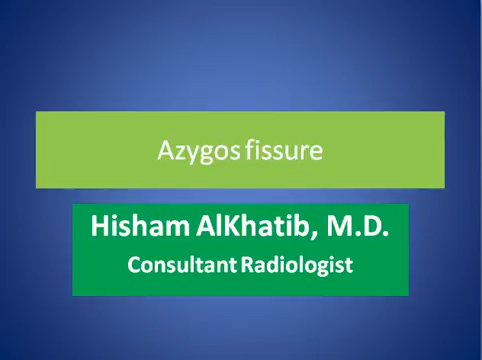 Azygos fissure
Hisham AlKhatib, M.D.
Consultant Radiologist